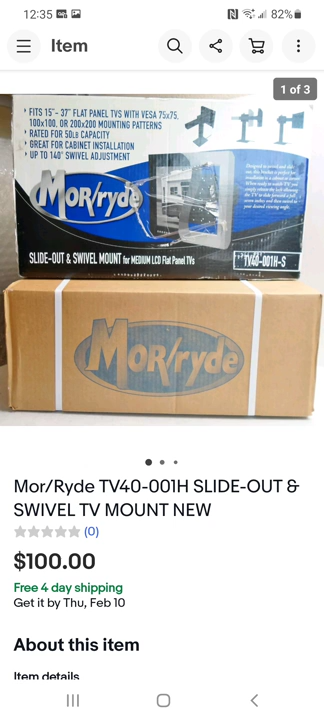 12:35
82%
Item
1 of 3
• FITS 15"- 37" FLAT PANEL TVS WITH VESA 75x75,
100x100, OR 200x200 MOUNTING PATTERNS
• RATED FOR 50LB CAPACITY
• GREAT FOR CABINET INSTALLATION
• UP TO 140° SWIVEL ADJUSTMENT
MOR/ryde
SLIDE-OUT & SWIVEL MOUNT for MEDIUM LCD Flat Panel TVs
TV40-001H-S
MOR/ryde
Mor/Ryde TV40-001H SLIDE-OUT &
SWIVEL TV MOUNT NEW
(0)
$100.00
Free 4 day shipping
Get it by Thu, Feb 10
About this item
Item details